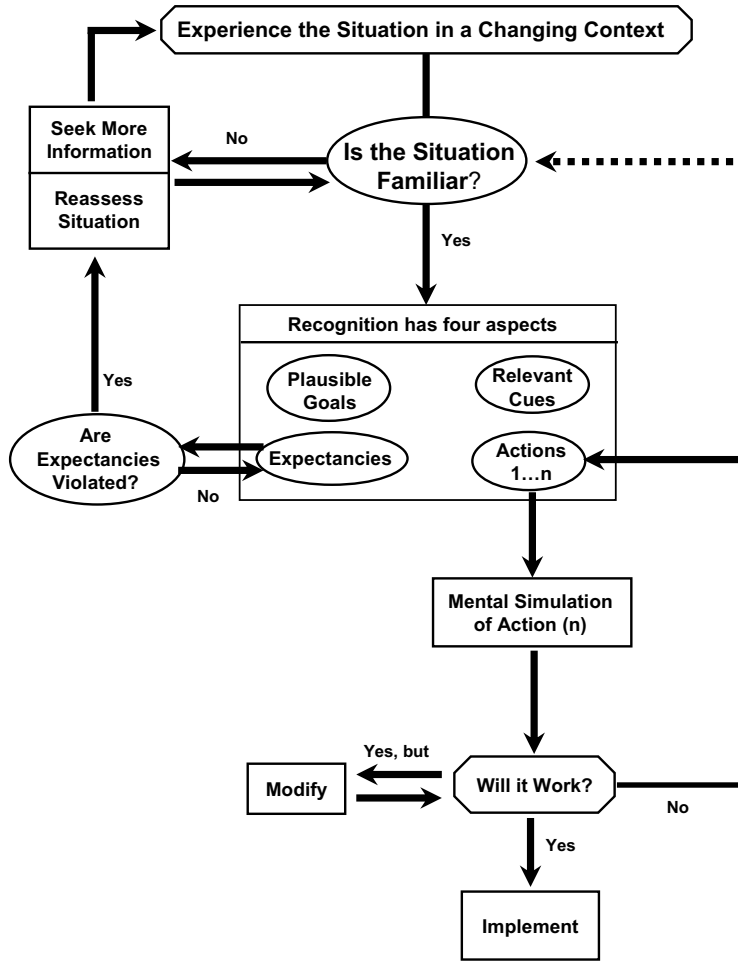 Experience the Situation in a Changing Context
Seek More
Information
No
Is the Situation
Familiar?
Reassess
Situation
Yes
Recognition has four aspects
Plausible
Goals
Relevant
Cues
Yes
Are
Expectancies
Violated?
Expectancies
Actions
1...n
No
Mental Simulation
of Action (n)
Yes, but
Modify
Will it Work?
No
Yes
Implement